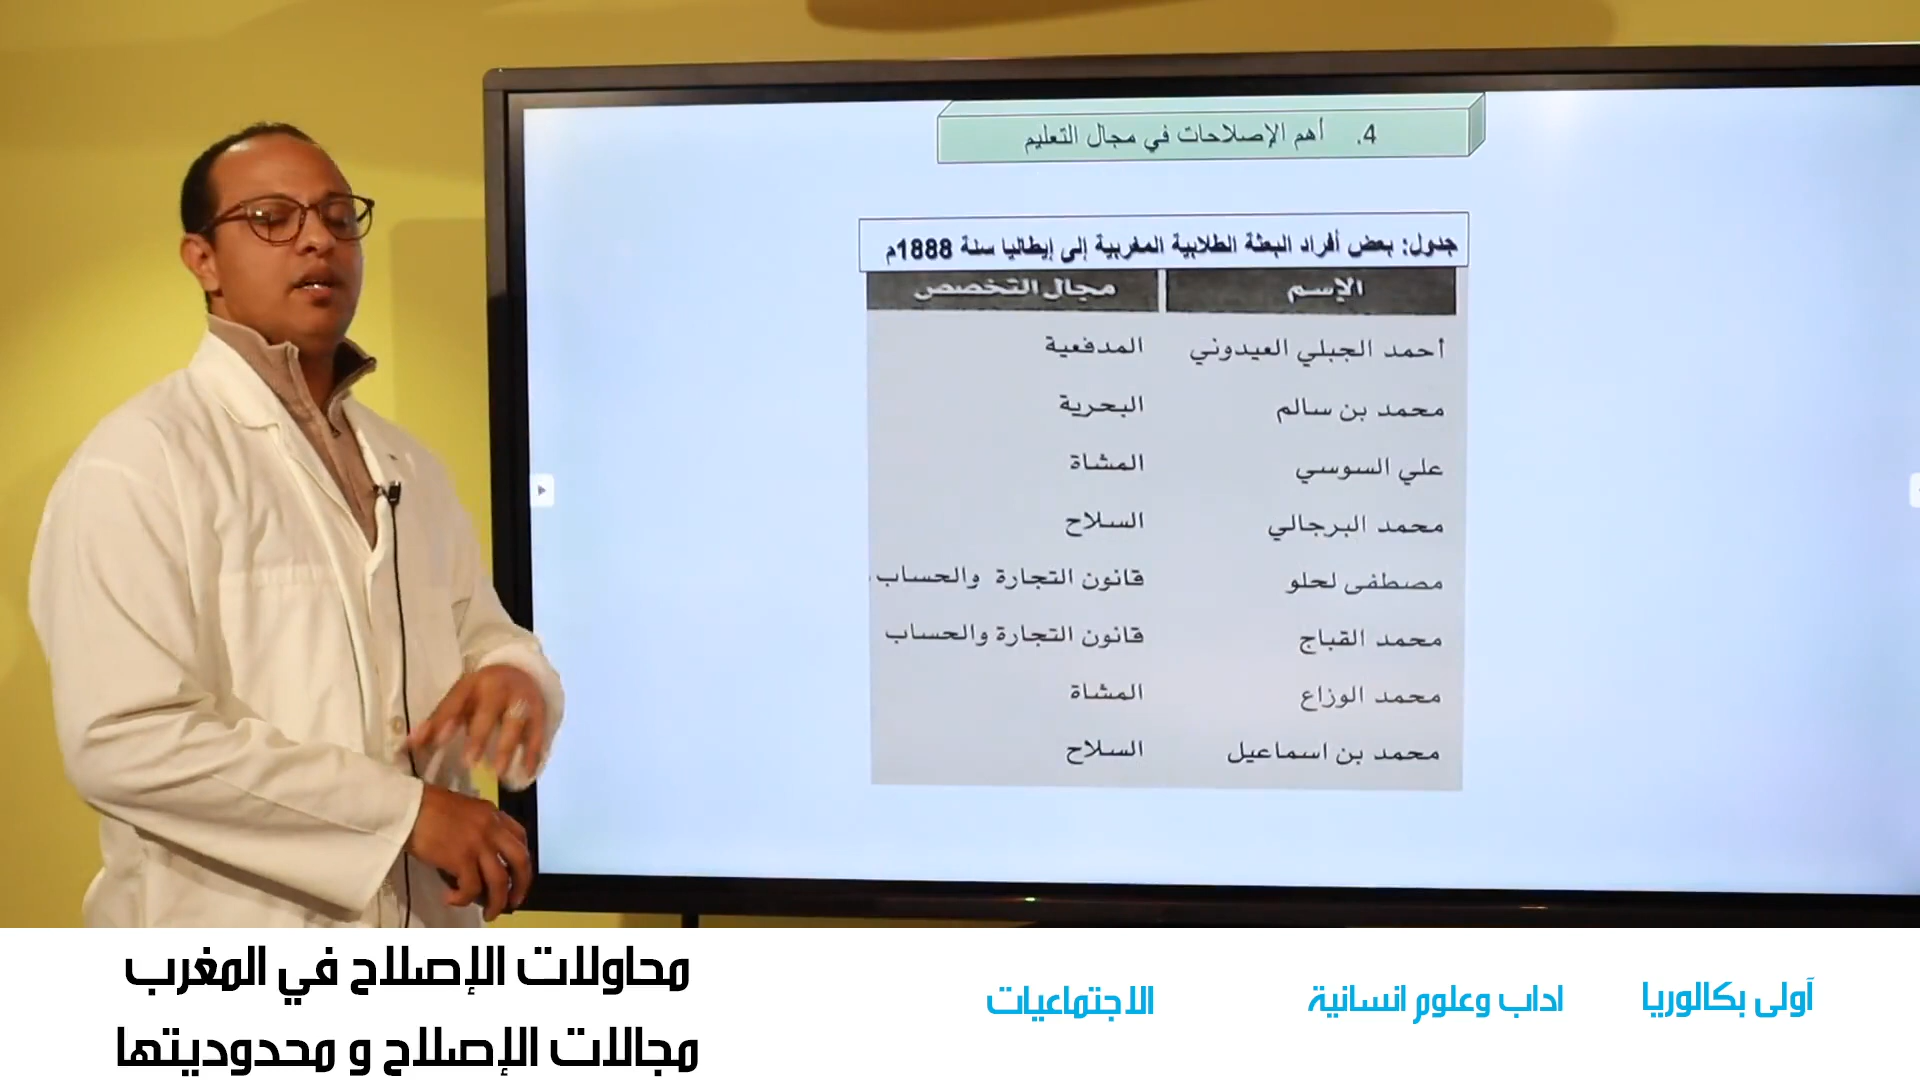 4. أهم الإصلاحات في مجال التعليم
جدول: بعض أفراد البعثة الطلابية المغربية إلى إيطاليا سنة 1888م
الإسم مجال التخصص
أحمد الجبلي العيدوني المدفعية
محمد بن سالم البحرية
علي السوسي المشاة
محمد البرجالي السلاح
مصطفى لحلو قانون التجارة والحساب
محمد القباج قانون التجارة والحساب
محمد الوزاع المشاة
محمد بن اسماعيل السلاح
أولى بكالوريا
اداب وعلوم انسانية
الاجتماعيات
محاولات الإصلاح في المغرب
مجالات الإصلاح و محدوديتها